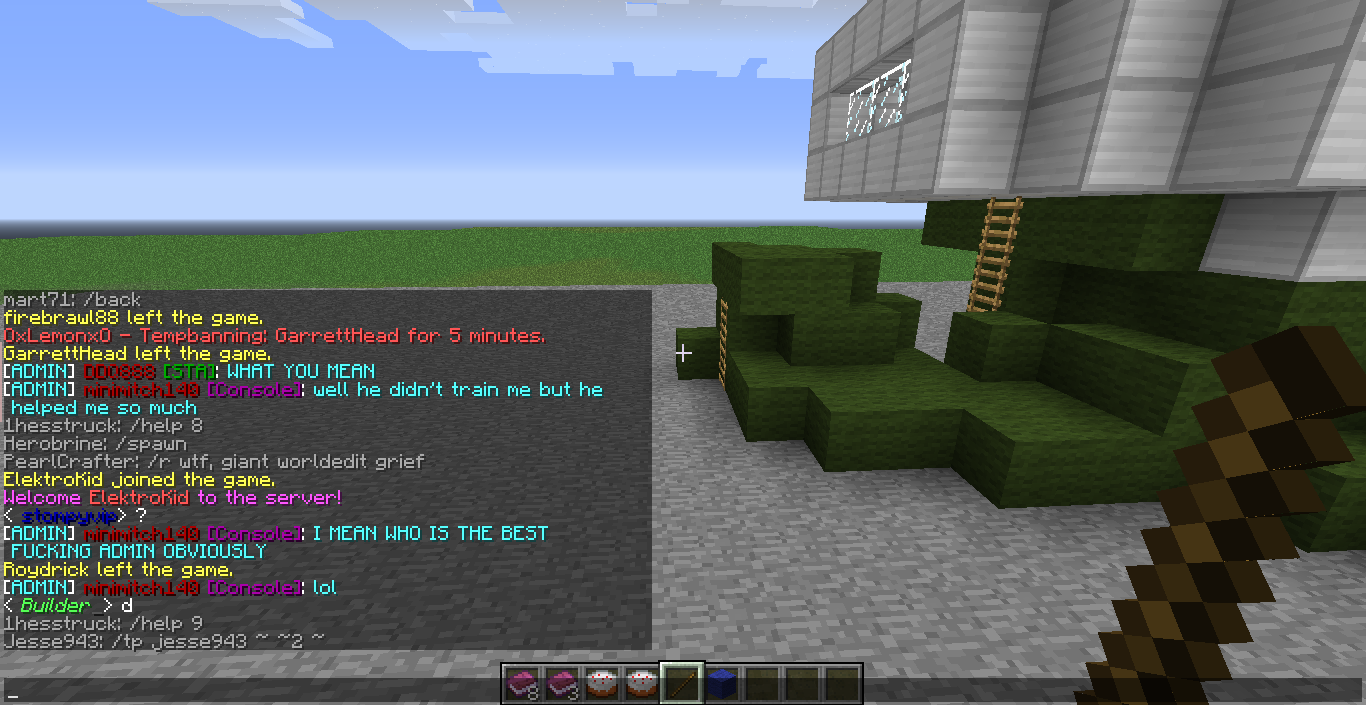 mart71: /back
firebrawl88 left the game.
0xLemonx0 - Tempbanning: GarrettHead for 5 minutes.
GarrettHead left the game.
[ADMIN] DDO888 [STA]: WHAT YOU MEAN
[ADMIN] minimitch140 [Console]: well he didn't train me but he
helped me so much
1hesstruck: /help 8
Herobrine: /spawn
PearlCrafter: /r wtf, giant worldedit grief
ElektroKid joined the game.
Welcome ElektroKid to the server!
< stompyvip> ?
[ADMIN] minimitch140 [Console]: I MEAN WHO IS THE BEST
FUCKING ADMIN OBVIOUSLY
Roydrick left the game.
[ADMIN] minimitch140 [Console]: lol
< Builder_> d
1hesstruck: /help 9
Jesse943: /tp jesse943 ~ ~2 ~
8 3
_